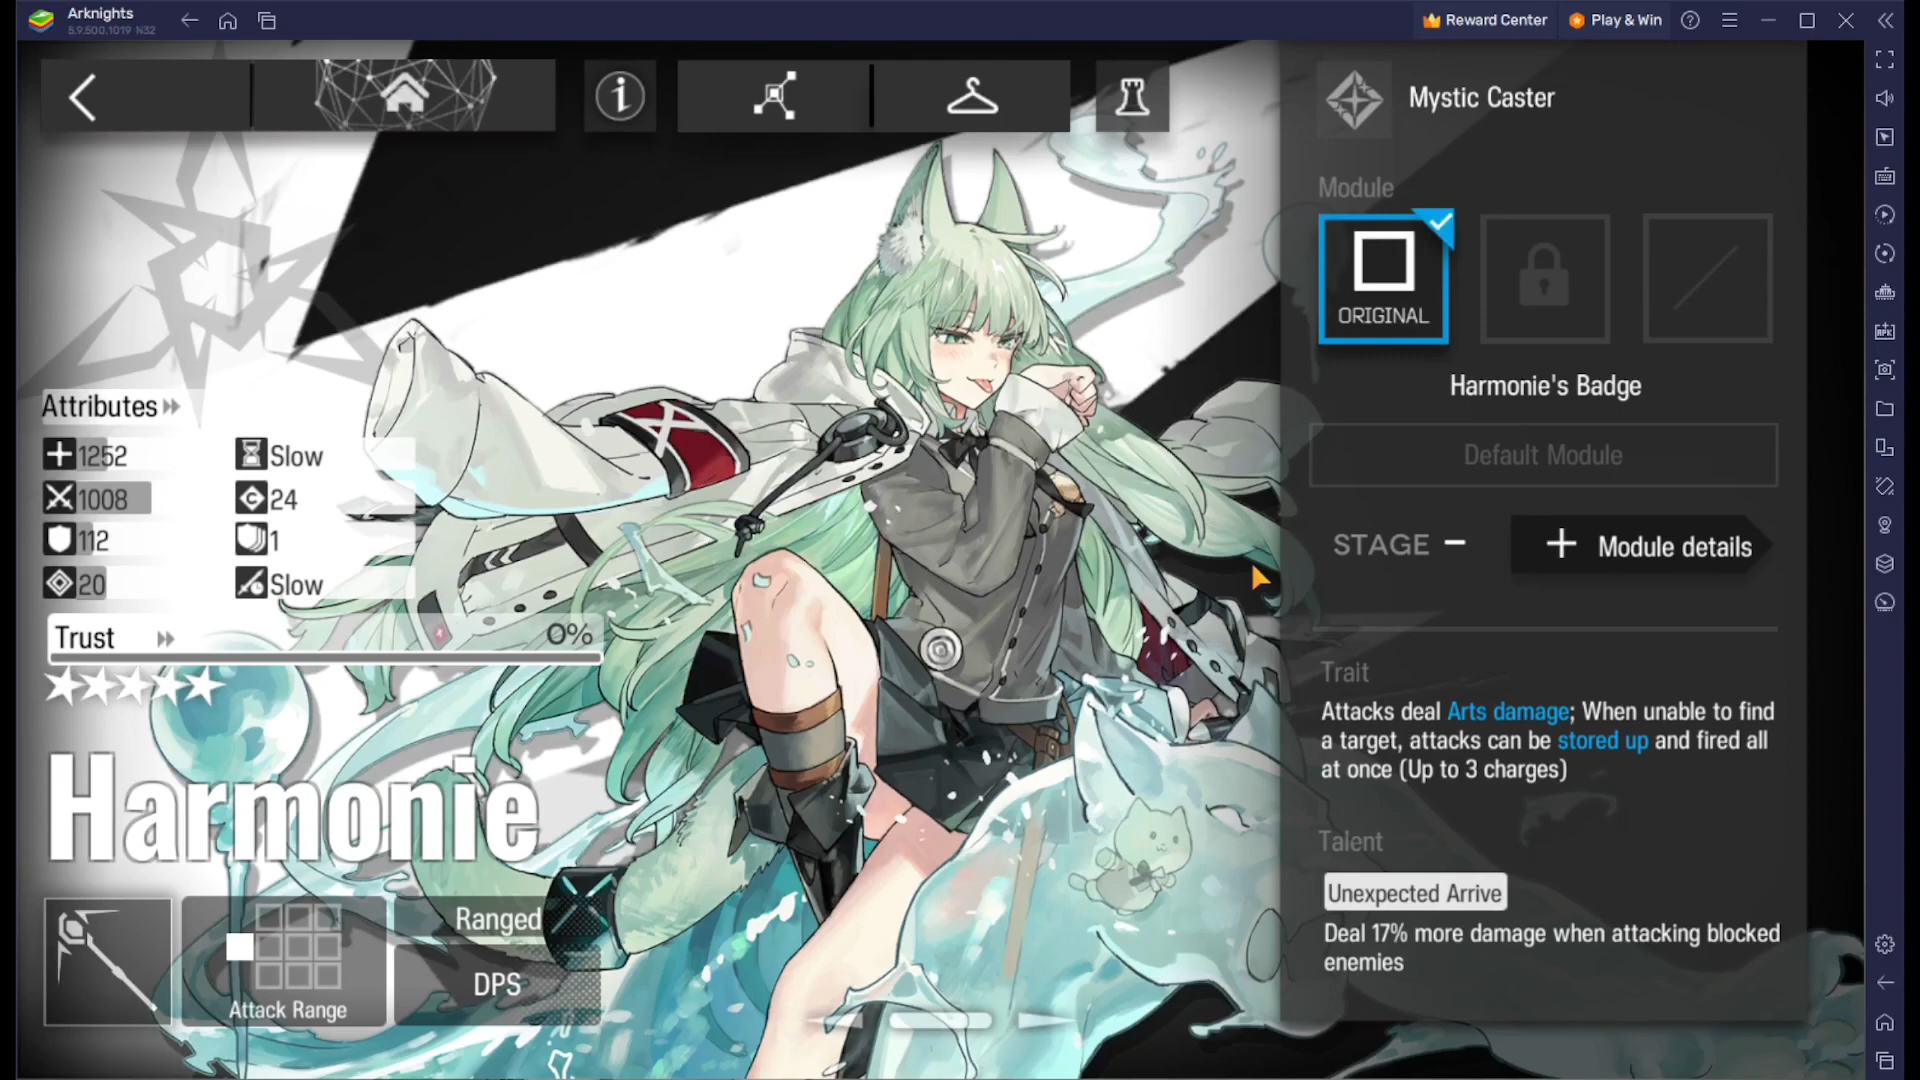 Arknights
5.9.500.1019 N32
Reward Center
Play & Win
Mystic Caster
Module
ORIGINAL
Harmonie's Badge
Default Module
STAGE
Module details
Attributes
1252
Slow
1008
24
112
1
20
Slow
Trust
0%
Trait
Attacks deal Arts damage; When unable to find
a target, attacks can be stored up and fired all
at once (Up to 3 charges)
Harmonie
Talent
Unexpected Arrive
Deal 17% more damage when attacking blocked
enemies
Ranged
DPS
Attack Range